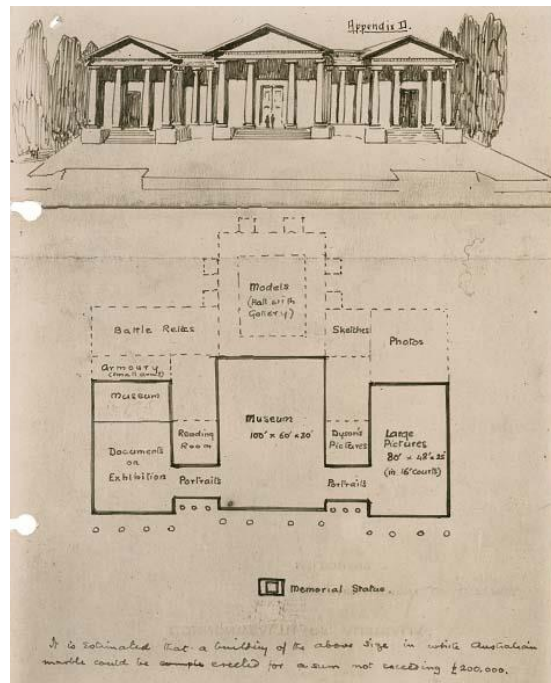 Appendix D.
Models
(Hall with
Gallery)
Battle Relics
Sketches
Photos
Armoury
(Small arms)
Museum
Museum
100' x 60' x 30'
Reading
Room
Dyson's
Pictures
Large
Pictures
80' x 48' x 25'
(in 16' courts)
Documents
on
Exhibition
Portraits
Portraits
Memorial Statue.
It is estimated that a building of the above size in white Australian
marble could be erected for a sum not exceeding £200,000.